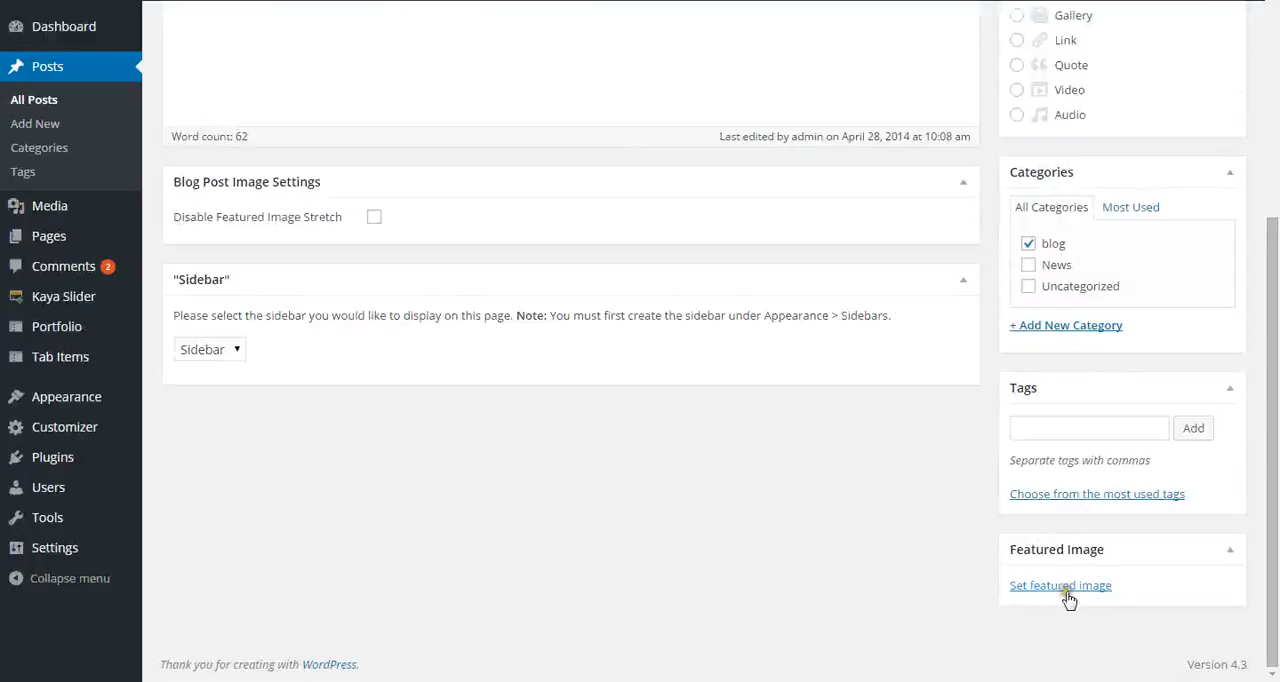 Dashboard
Posts
All Posts
Add New
Categories
Tags
Media
Pages
Comments 2
Kaya Slider
Portfolio
Tab Items
Appearance
Customizer
Plugins
Users
Tools
Settings
Collapse menu
Word count: 62
Last edited by admin on April 28, 2014 at 10:08 am
Blog Post Image Settings
Disable Featured Image Stretch
"Sidebar"
Please select the sidebar you would like to display on this page. Note: You must first create the sidebar under Appearance > Sidebars.
Sidebar
Gallery
Link
Quote
Video
Audio
Categories
All Categories Most Used
blog
News
Uncategorized
+ Add New Category
Tags
Add
Separate tags with commas
Choose from the most used tags
Featured Image
Set featured image
Thank you for creating with WordPress.
Version 4.3